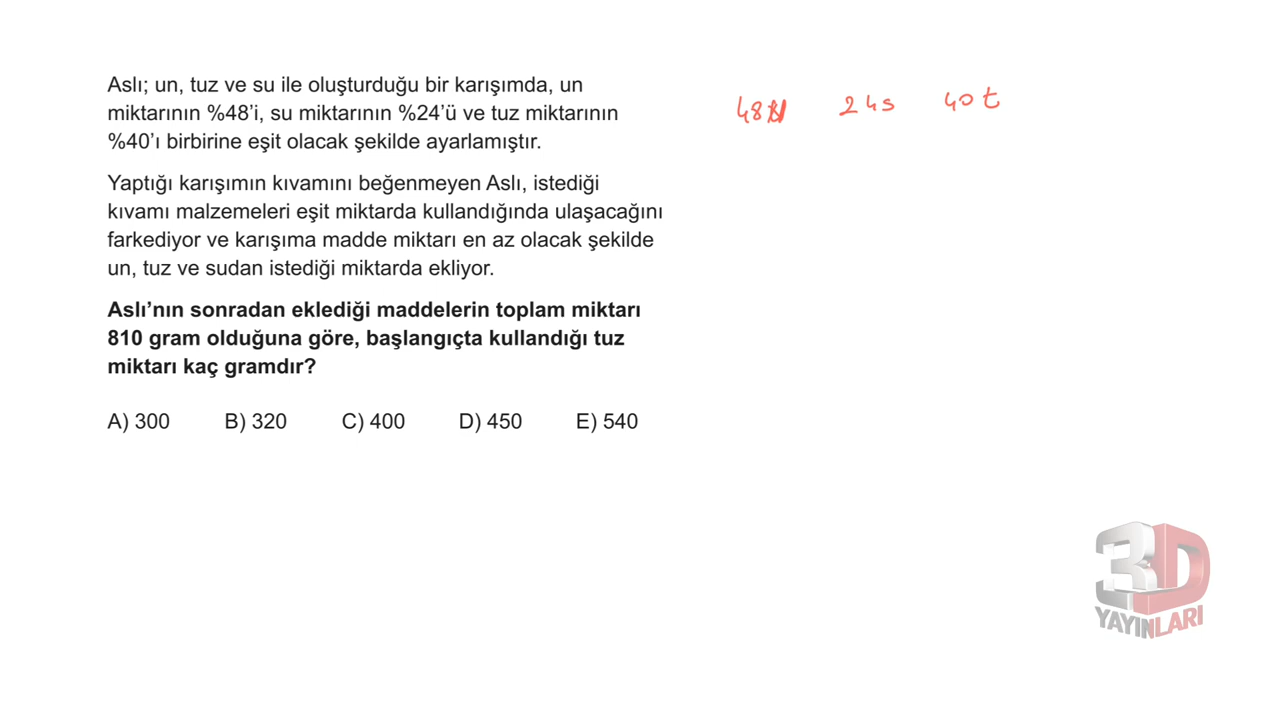 Aslı; un, tuz ve su ile oluşturduğu bir karışımda, un
miktarının %48'i, su miktarının %24'ü ve tuz miktarının
%40'ı birbirine eşit olacak şekilde ayarlamıştır.
Yaptığı karışımın kıvamını beğenmeyen Aslı, istediği
kıvamı malzemeleri eşit miktarda kullandığında ulaşacağını
farkediyor ve karışıma madde miktarı en az olacak şekilde
un, tuz ve sudan istediği miktarda ekliyor.
Aslı'nın sonradan eklediği maddelerin toplam miktarı
810 gram olduğuna göre, başlangıçta kullandığı tuz
miktarı kaç gramdır?
A) 300 B) 320 C) 400 D) 450 E) 540
48 24s 40t
3D
YAYINLARI